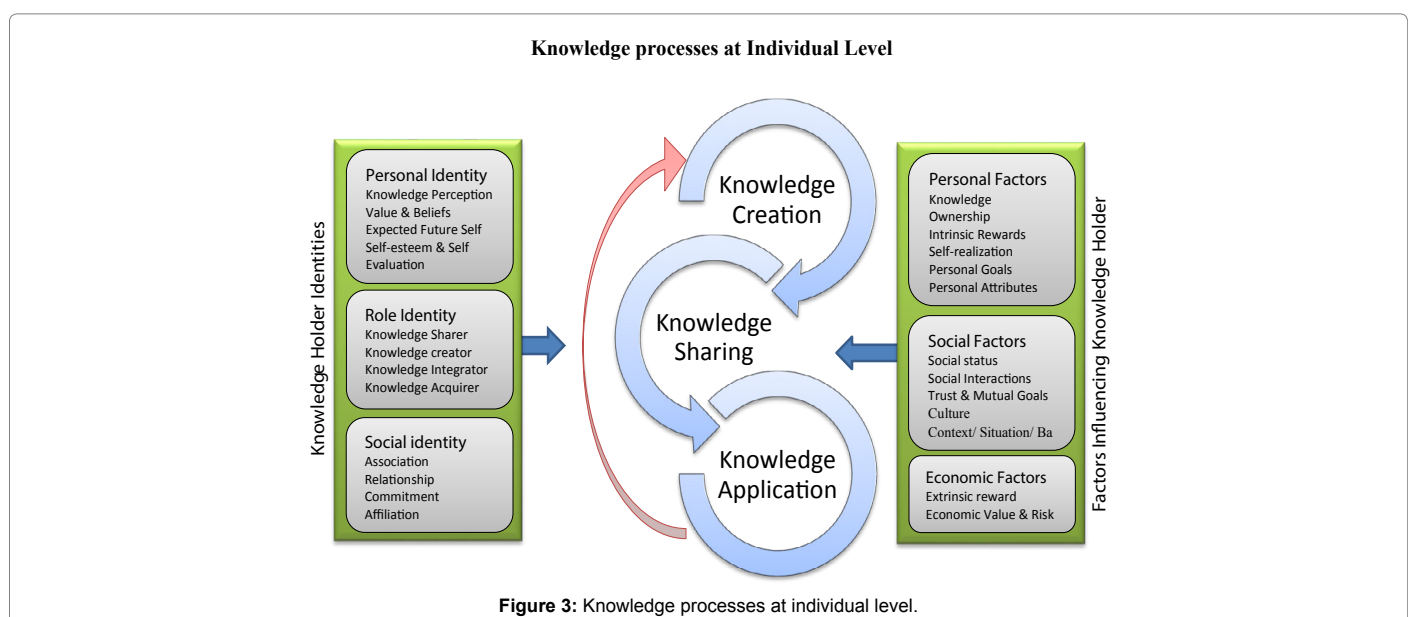 Knowledge processes at Individual Level
Knowledge Holder Identities
Personal Identity
Knowledge Perception
Value & Beliefs
Expected Future Self
Self-esteem & Self
Evaluation
Role Identity
Knowledge Sharer
Knowledge creator
Knowledge Integrator
Knowledge Acquirer
Social identity
Association
Relationship
Commitment
Affiliation
Knowledge
Creation
Knowledge
Sharing
Knowledge
Application
Personal Factors
Knowledge
Ownership
Intrinsic Rewards
Self-realization
Personal Goals
Personal Attributes
Social Factors
Social status
Social Interactions
Trust & Mutual Goals
Culture
Context/ Situation/ Ba
Economic Factors
Extrinsic reward
Economic Value & Risk
Factors Influencing Knowledge Holder
Figure 3: Knowledge processes at individual level.